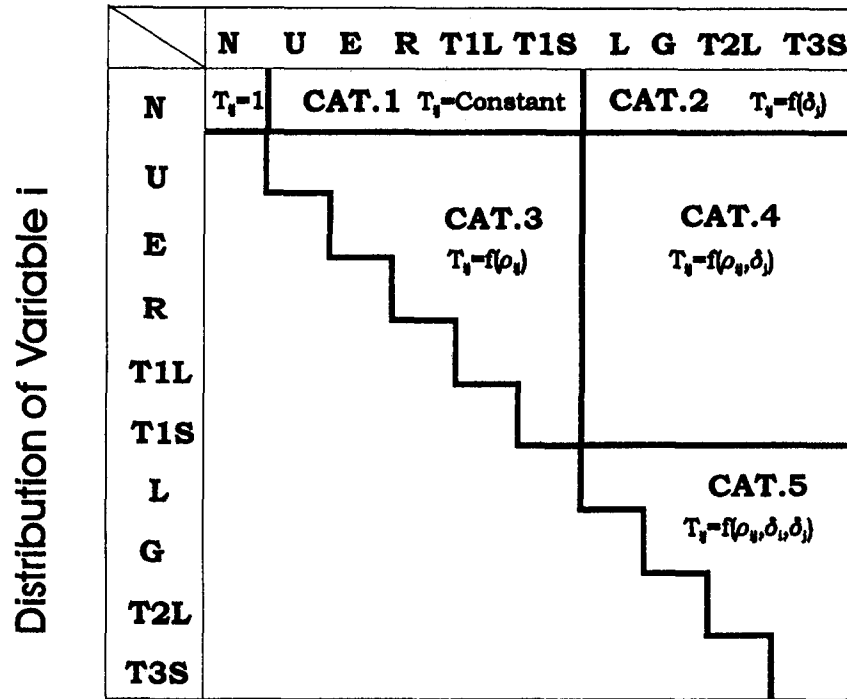 N U E R T1L T1S L G T2L T3S
N Tᵢⱼ=1 CAT.1 Tᵢⱼ=Constant CAT.2 Tᵢⱼ=f(δⱼ)
U
CAT.3 CAT.4
E Tᵢⱼ=f(ρᵢⱼ) Tᵢⱼ=f(ρᵢⱼ,δⱼ)
R
T1L
T1S
L CAT.5
Tᵢⱼ=f(ρᵢⱼ,δᵢ,δⱼ)
G
T2L
T3S
Distribution of Variable i